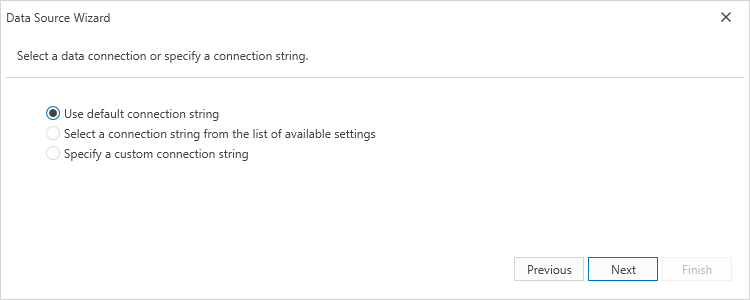 Data Source Wizard
Select a data connection or specify a connection string.
Use default connection string
Select a connection string from the list of available settings
Specify a custom connection string
Previous Next Finish